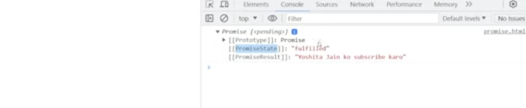 Elements Console Sources Network Performance Memory
top Filter Default levels No Issues
Promise {<pending>} promise.html
[[Prototype]]: Promise
[[PromiseState]]: "fulfilled"
[[PromiseResult]]: "Yoshita Jain ko subscribe karo"